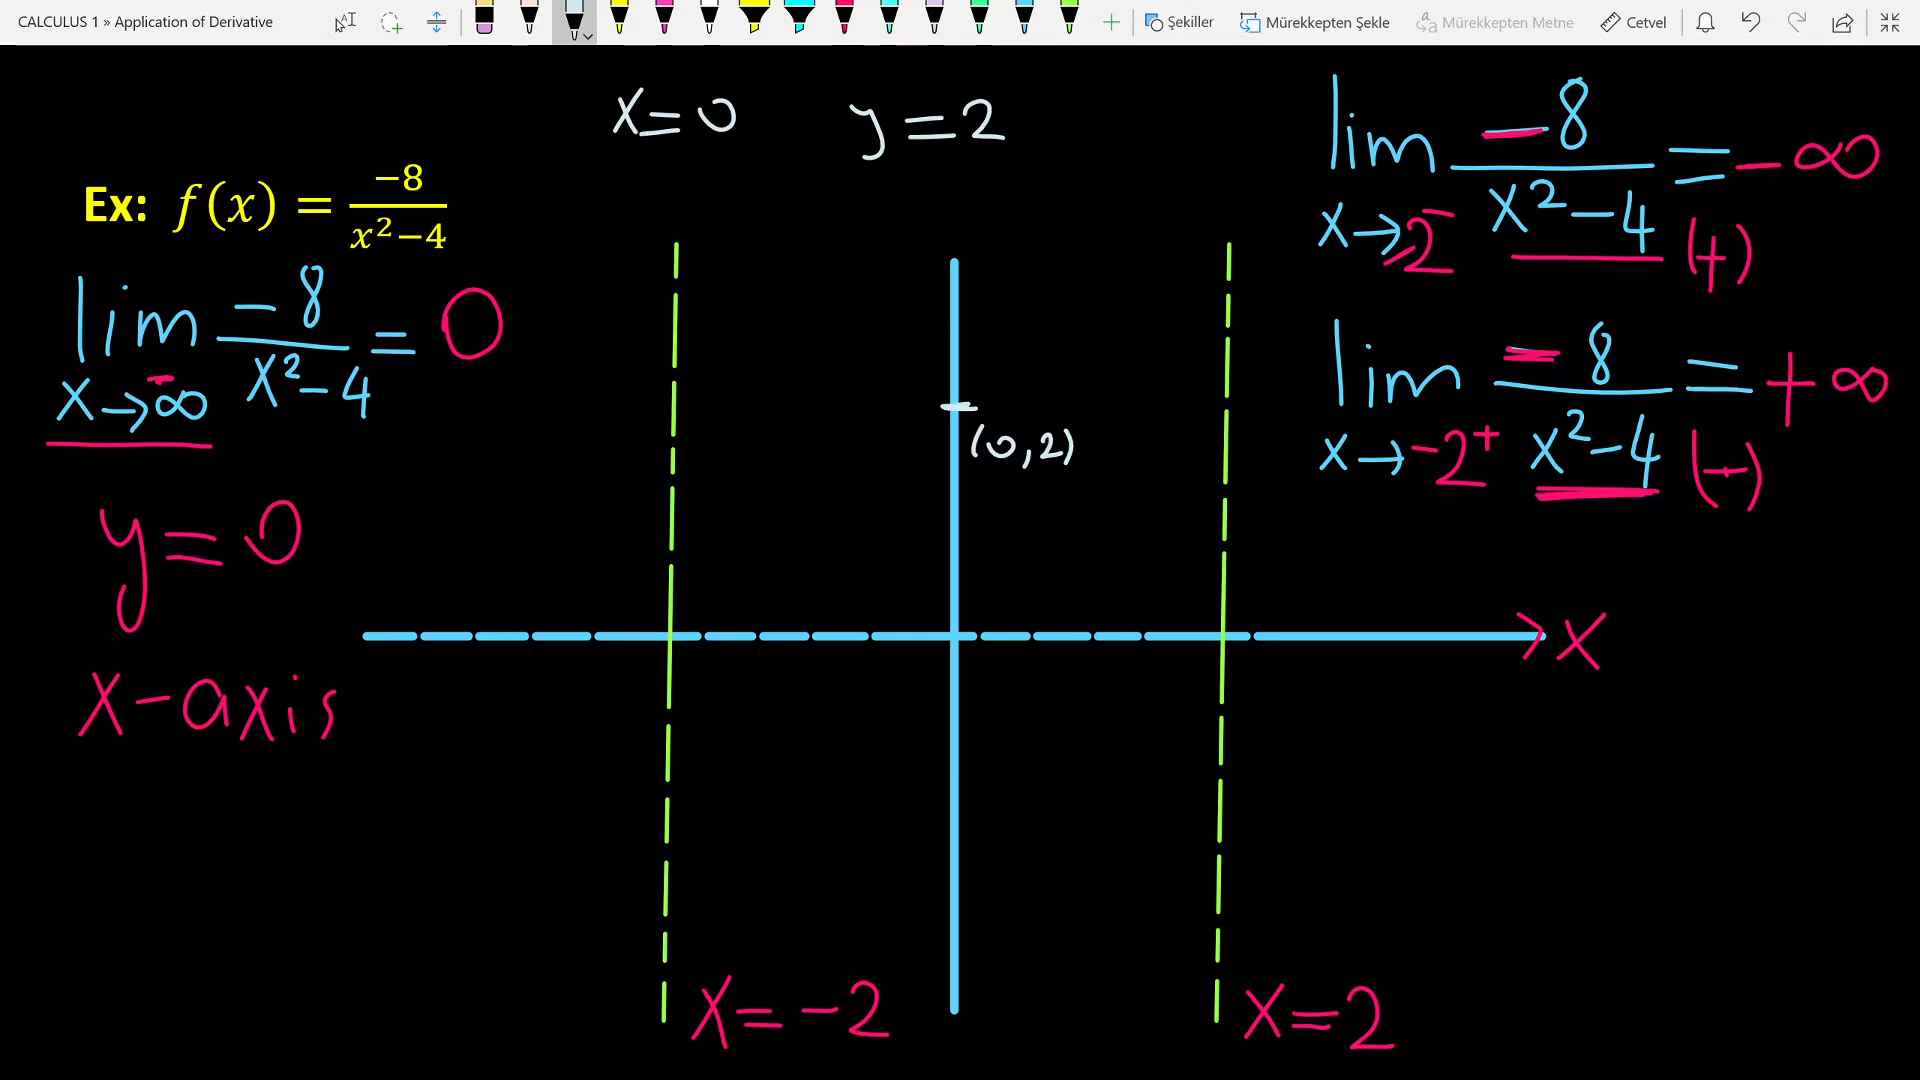 CALCULUS 1 » Application of Derivative
Şekiller
Mürekkepten Şekle
Mürekkepten Metne
Cetvel
x = 0    y = 2
Ex: f(x) = -8/(x²-4)
lim x→-∞ -8/(x²-4) = 0
y = 0
x-axis
lim x→-2⁻ -8/(x²-4) = -∞
(+)
lim x→-2⁺ -8/(x²-4) = +∞
(-)
(0,2)
x
x = -2
x = 2